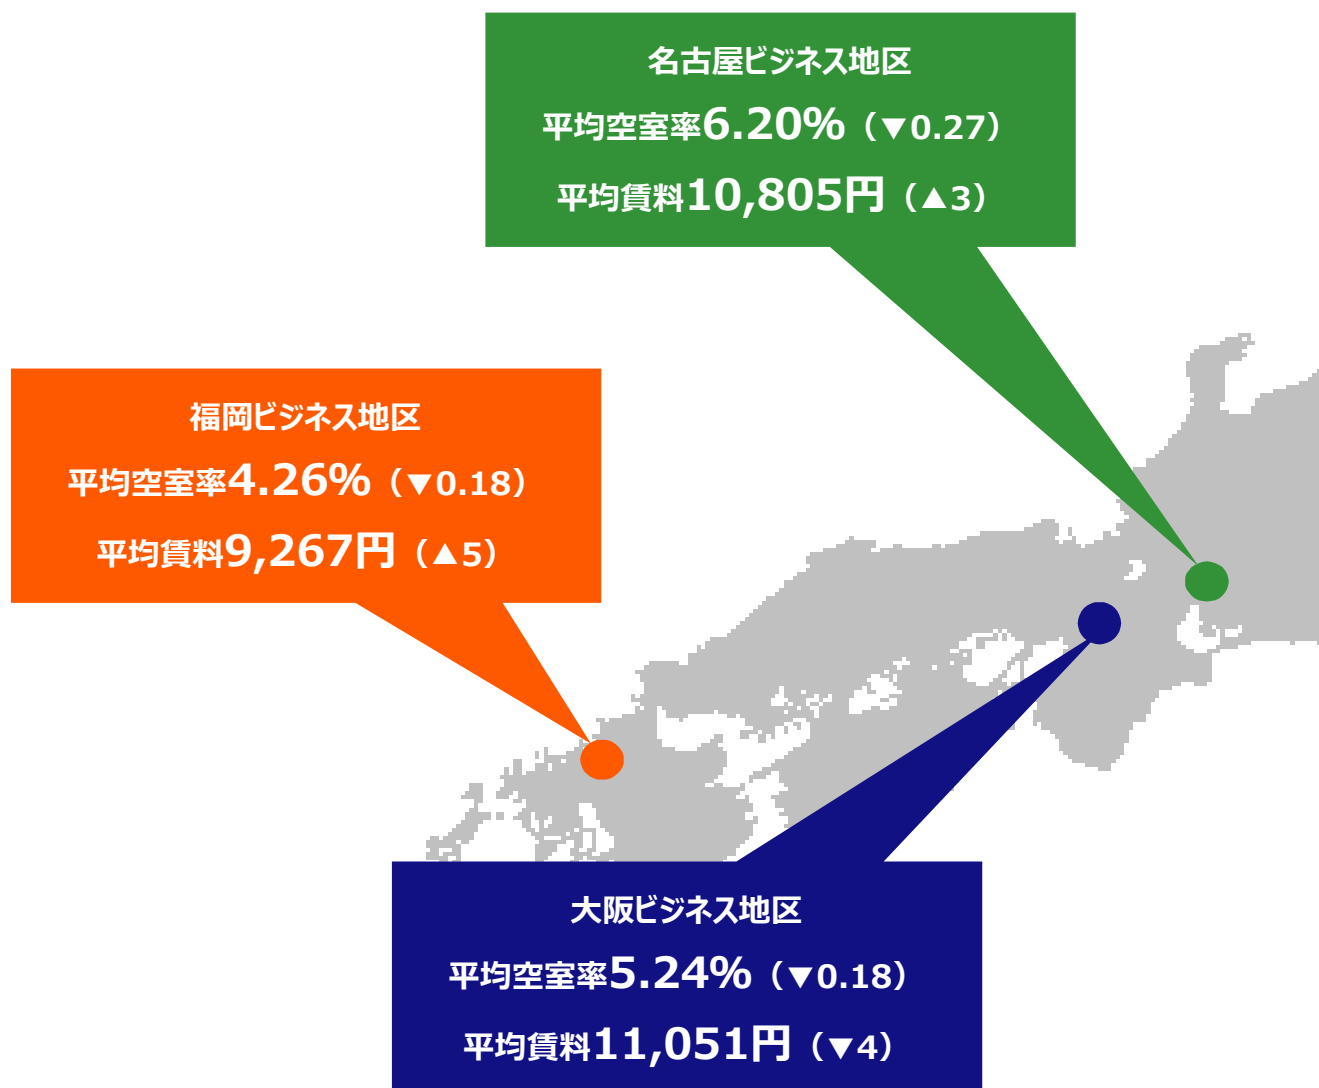 名古屋ビジネス地区
平均空室率6.20%（▼0.27）
平均賃料10,805円（▲3）
福岡ビジネス地区
平均空室率4.26%（▼0.18）
平均賃料9,267円（▲5）
大阪ビジネス地区
平均空室率5.24%（▼0.18）
平均賃料11,051円（▼4）